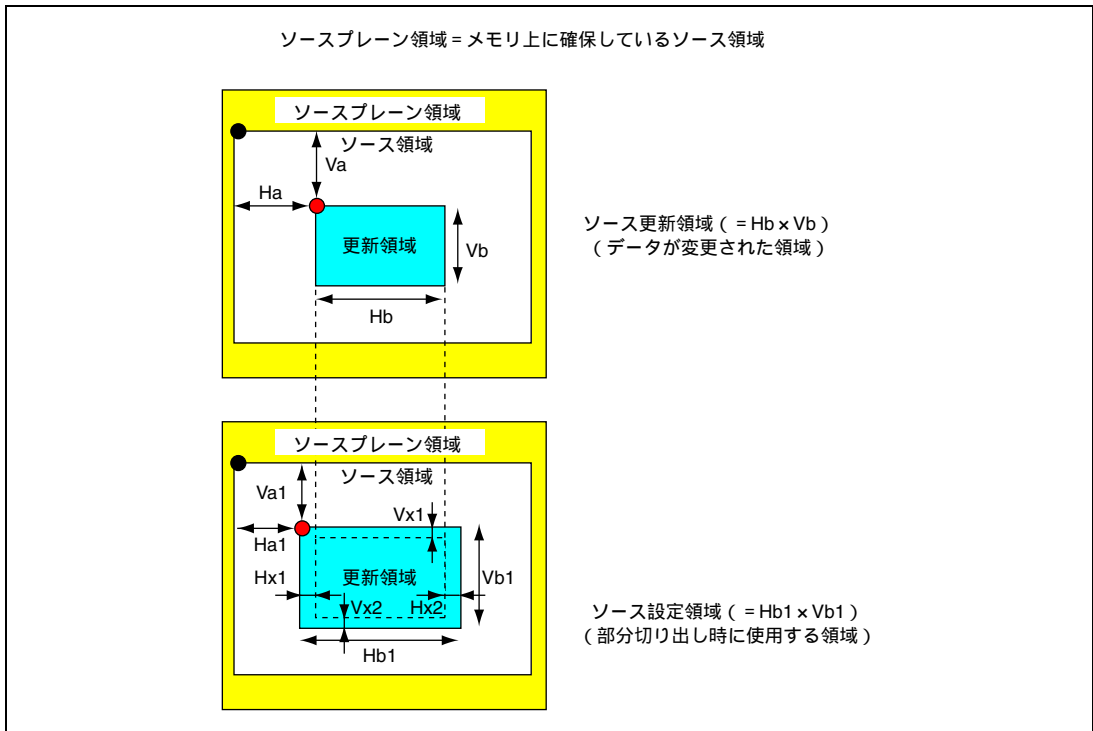 ソースプレーン領域=メモリ上に確保しているソース領域
ソースプレーン領域
ソース領域
Va
Ha
更新領域
Vb
Hb
ソース更新領域(=Hb×Vb)
(データが変更された領域)
ソースプレーン領域
ソース領域
Va1
Vx1
Ha1
Hx1
更新領域
Vb1
Vx2
Hx2
Hb1
ソース設定領域(=Hb1×Vb1)
(部分切り出し時に使用する領域)